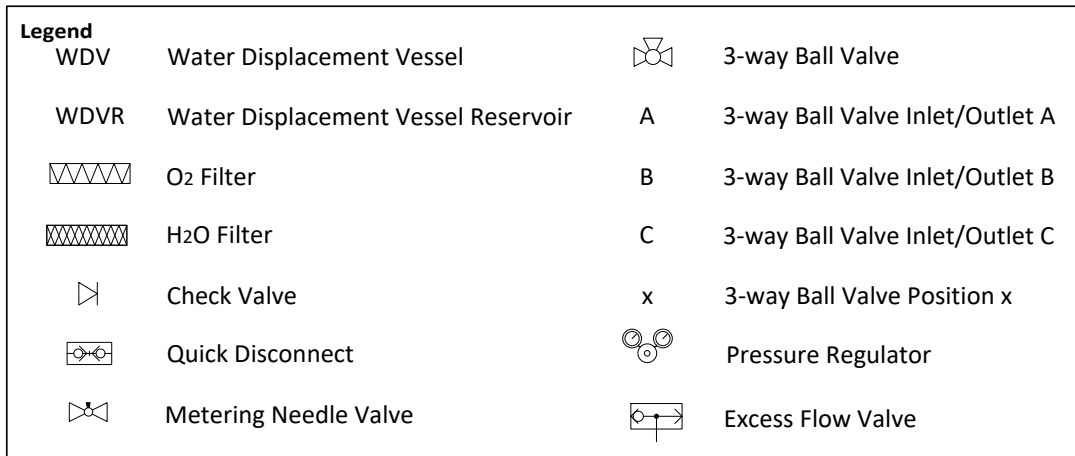 Legend
WDV Water Displacement Vessel 3-way Ball Valve
WDVR Water Displacement Vessel Reservoir A 3-way Ball Valve Inlet/Outlet A
O2 Filter B 3-way Ball Valve Inlet/Outlet B
H2O Filter C 3-way Ball Valve Inlet/Outlet C
Check Valve x 3-way Ball Valve Position x
Quick Disconnect Pressure Regulator
Metering Needle Valve Excess Flow Valve